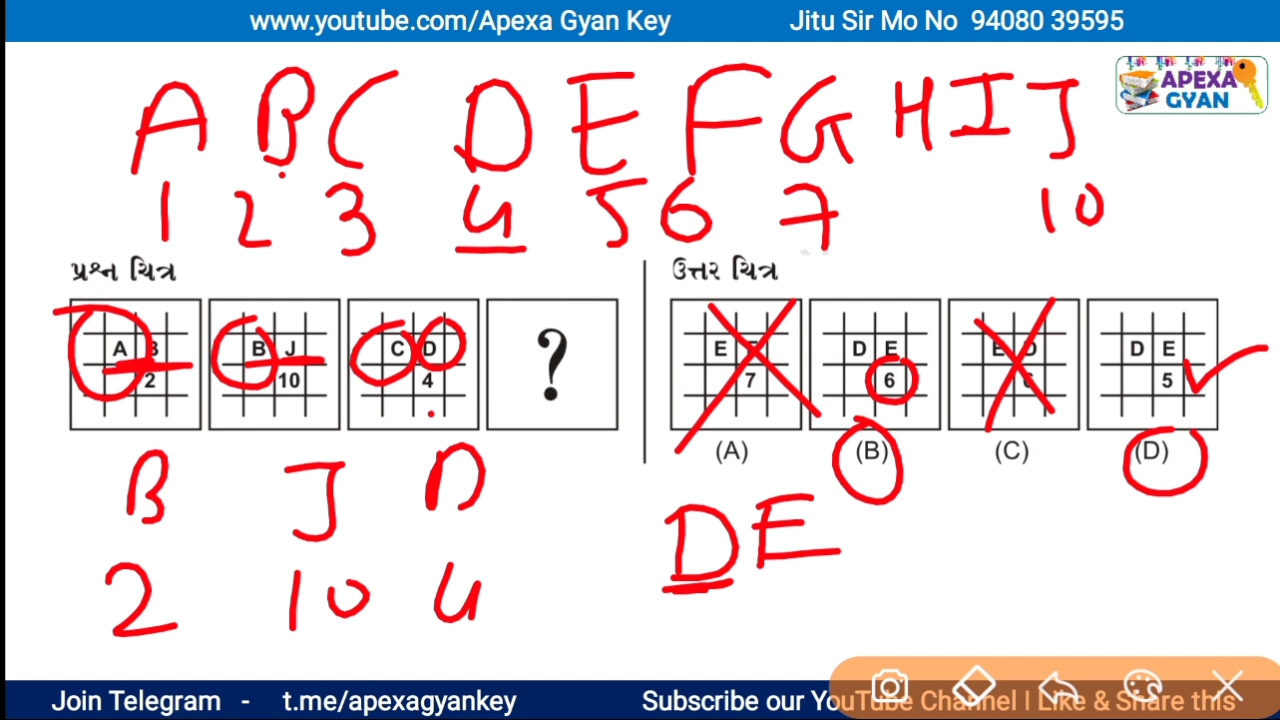 www.youtube.com/Apexa Gyan Key Jitu Sir Mo No 94080 39595
APEXA
GYAN
A B C D E F G H I J
1 2 3 4 5 6 7 10
પ્રશ્ન ચિત્ર ઉત્તર ચિત્ર
A B B J C D ? E F D E E D D E
2 10 4 7 6 6 5
(A) (B) (C) (D)
B J D D E
2 10 4
Join Telegram - t.me/apexagyankey Subscribe our YouTube Channel | Like & Share this